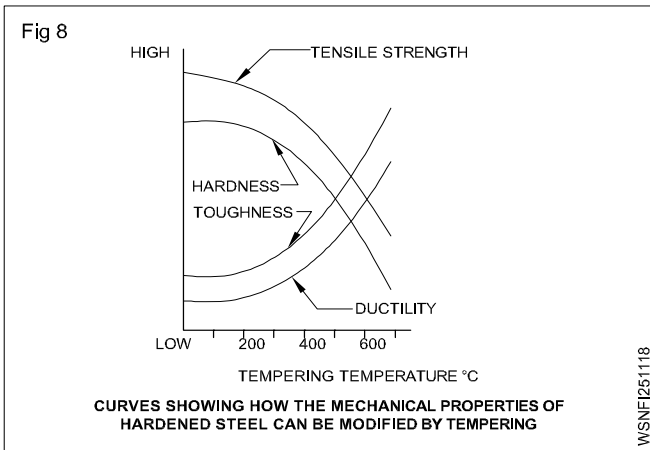 Fig 8
HIGH
TENSILE STRENGTH
HARDNESS
TOUGHNESS
DUCTILITY
LOW 200 400 600
TEMPERING TEMPERATURE °C
CURVES SHOWING HOW THE MECHANICAL PROPERTIES OF
HARDENED STEEL CAN BE MODIFIED BY TEMPERING
WSNFI251118